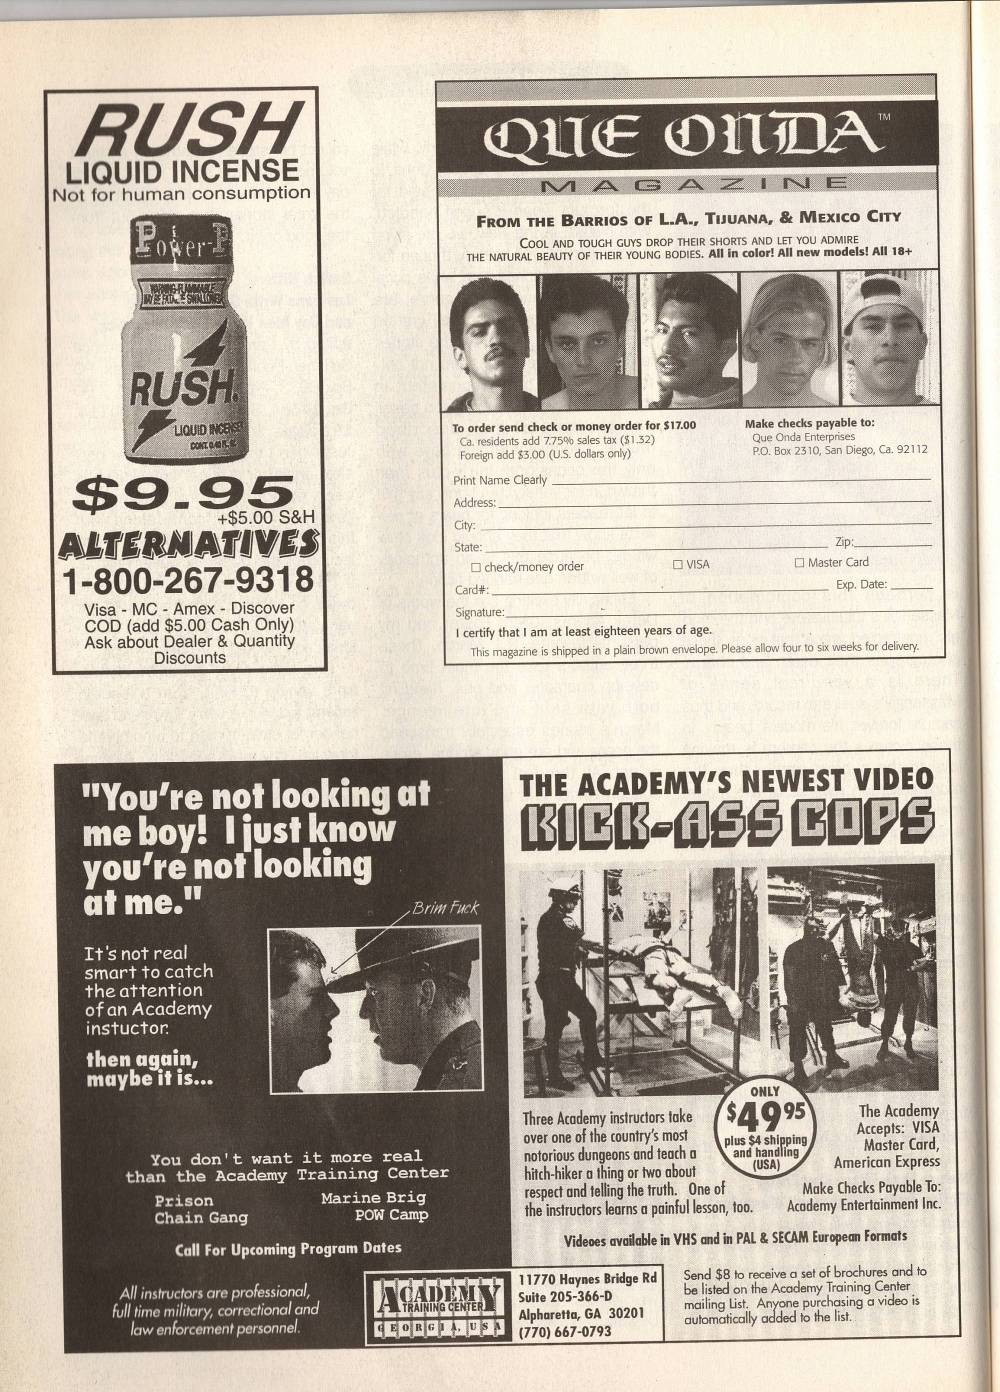 RUSH
LIQUID INCENSE
Not for human consumption
Power-P
WARNING-FLAMMABLE
MAY BE FATAL IF SWALLOWED
RUSH.
LIQUID INCENSE
CONT. 0.40 FL. OZ.
$9.95
+$5.00 S&H
ALTERNATIVES
1-800-267-9318
Visa - MC - Amex - Discover
COD (add $5.00 Cash Only)
Ask about Dealer & Quantity
Discounts
QUE ONDA™
MAGAZINE
FROM THE BARRIOS OF L.A., TIJUANA, & MEXICO CITY
COOL AND TOUGH GUYS DROP THEIR SHORTS AND LET YOU ADMIRE
THE NATURAL BEAUTY OF THEIR YOUNG BODIES. All in color! All new models! All 18+
To order send check or money order for $17.00
Ca. residents add 7.75% sales tax ($1.32)
Foreign add $3.00 (U.S. dollars only)
Make checks payable to:
Que Onda Enterprises
P.O. Box 2310, San Diego, Ca. 92112
Print Name Clearly
Address:
City:
State:
Zip:
☐ check/money order ☐ VISA ☐ Master Card
Card#:
Exp. Date:
Signature:
I certify that I am at least eighteen years of age.
This magazine is shipped in a plain brown envelope. Please allow four to six weeks for delivery.
"You're not looking at
me boy! I just know
you're not looking
at me."
Brim Fuck
It's not real
smart to catch
the attention
of an Academy
instuctor.
then again,
maybe it is...
You don't want it more real
than the Academy Training Center
Prison
Chain Gang
Marine Brig
POW Camp
Call For Upcoming Program Dates
All instructors are professional,
full time military, correctional and
law enforcement personnel.
ACADEMY
TRAINING CENTER
GEORGIA, USA
11770 Haynes Bridge Rd
Suite 205-366-D
Alpharetta, GA 30201
(770) 667-0793
THE ACADEMY'S NEWEST VIDEO
KICK-ASS COPS
Three Academy instructors take
over one of the country's most
notorious dungeons and teach a
hitch-hiker a thing or two about
respect and telling the truth. One of
the instructors learns a painful lesson, too.
ONLY
$49.95
plus $4 shipping
and handling
(USA)
The Academy
Accepts: VISA
Master Card,
American Express
Make Checks Payable To:
Academy Entertainment Inc.
Videoes available in VHS and in PAL & SECAM European Formats
Send $8 to receive a set of brochures and to
be listed on the Academy Training Center
mailing List. Anyone purchasing a video is
automatically added to the list.